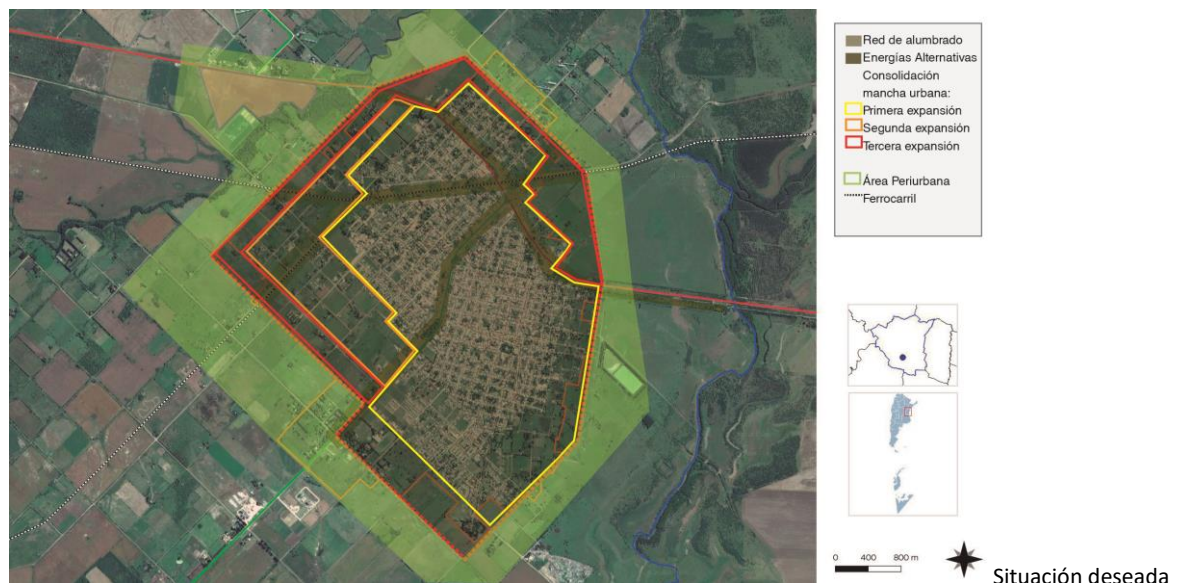 Red de alumbrado
Energías Alternativas
Consolidación
mancha urbana:
Primera expansión
Segunda expansión
Tercera expansión
Área Periurbana
Ferrocarril
0 400 800 m
Situación deseada